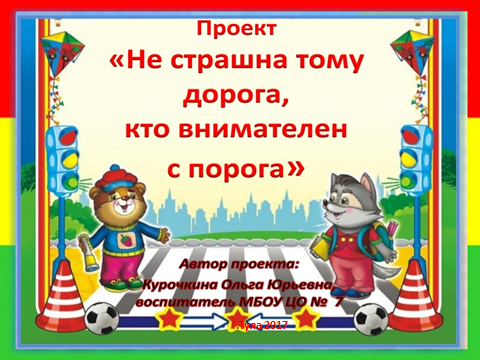 Проект
«Не страшна тому
дорога,
кто внимателен
с порога»
Автор проекта:
Курочкина Ольга Юрьевна,
воспитатель МБОУ ЦО № 7
г.Тула,2017